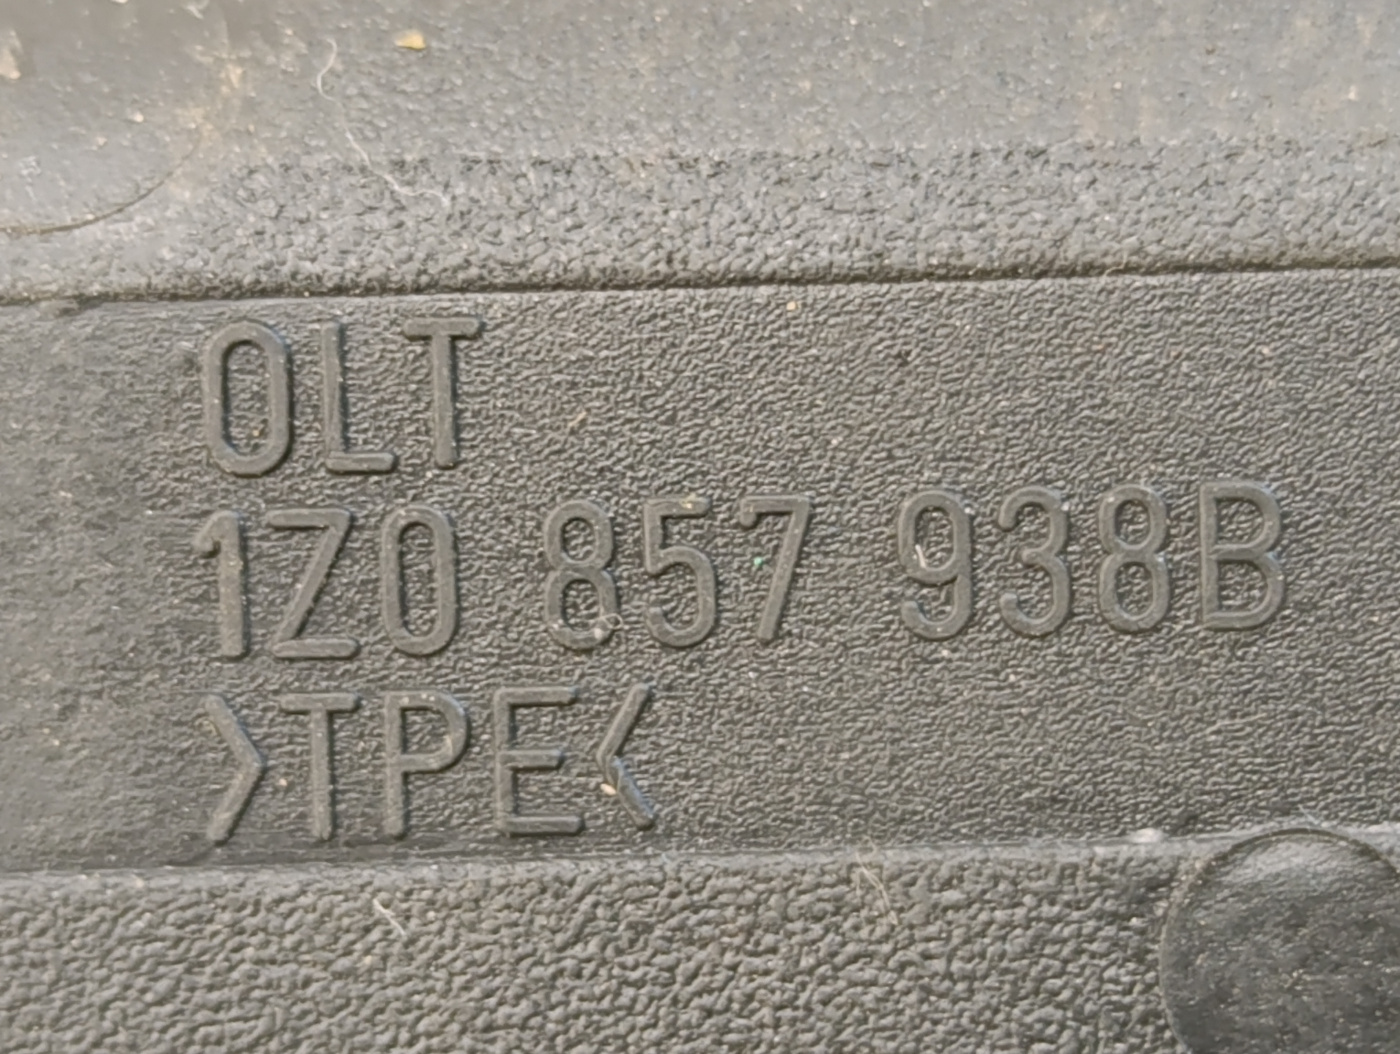 OLT
1Z0 857 938B
>TPE<